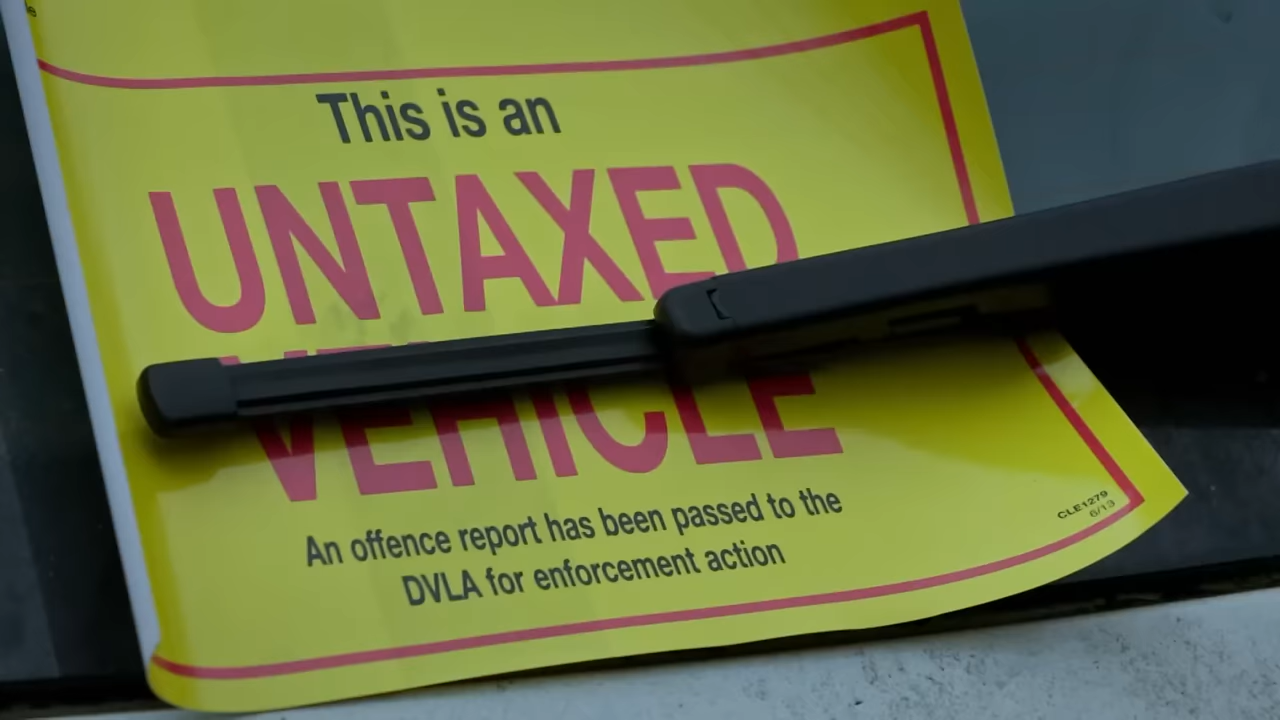 This is an
UNTAXED
VEHICLE
An offence report has been passed to the
DVLA for enforcement action
CLE1279
6/13